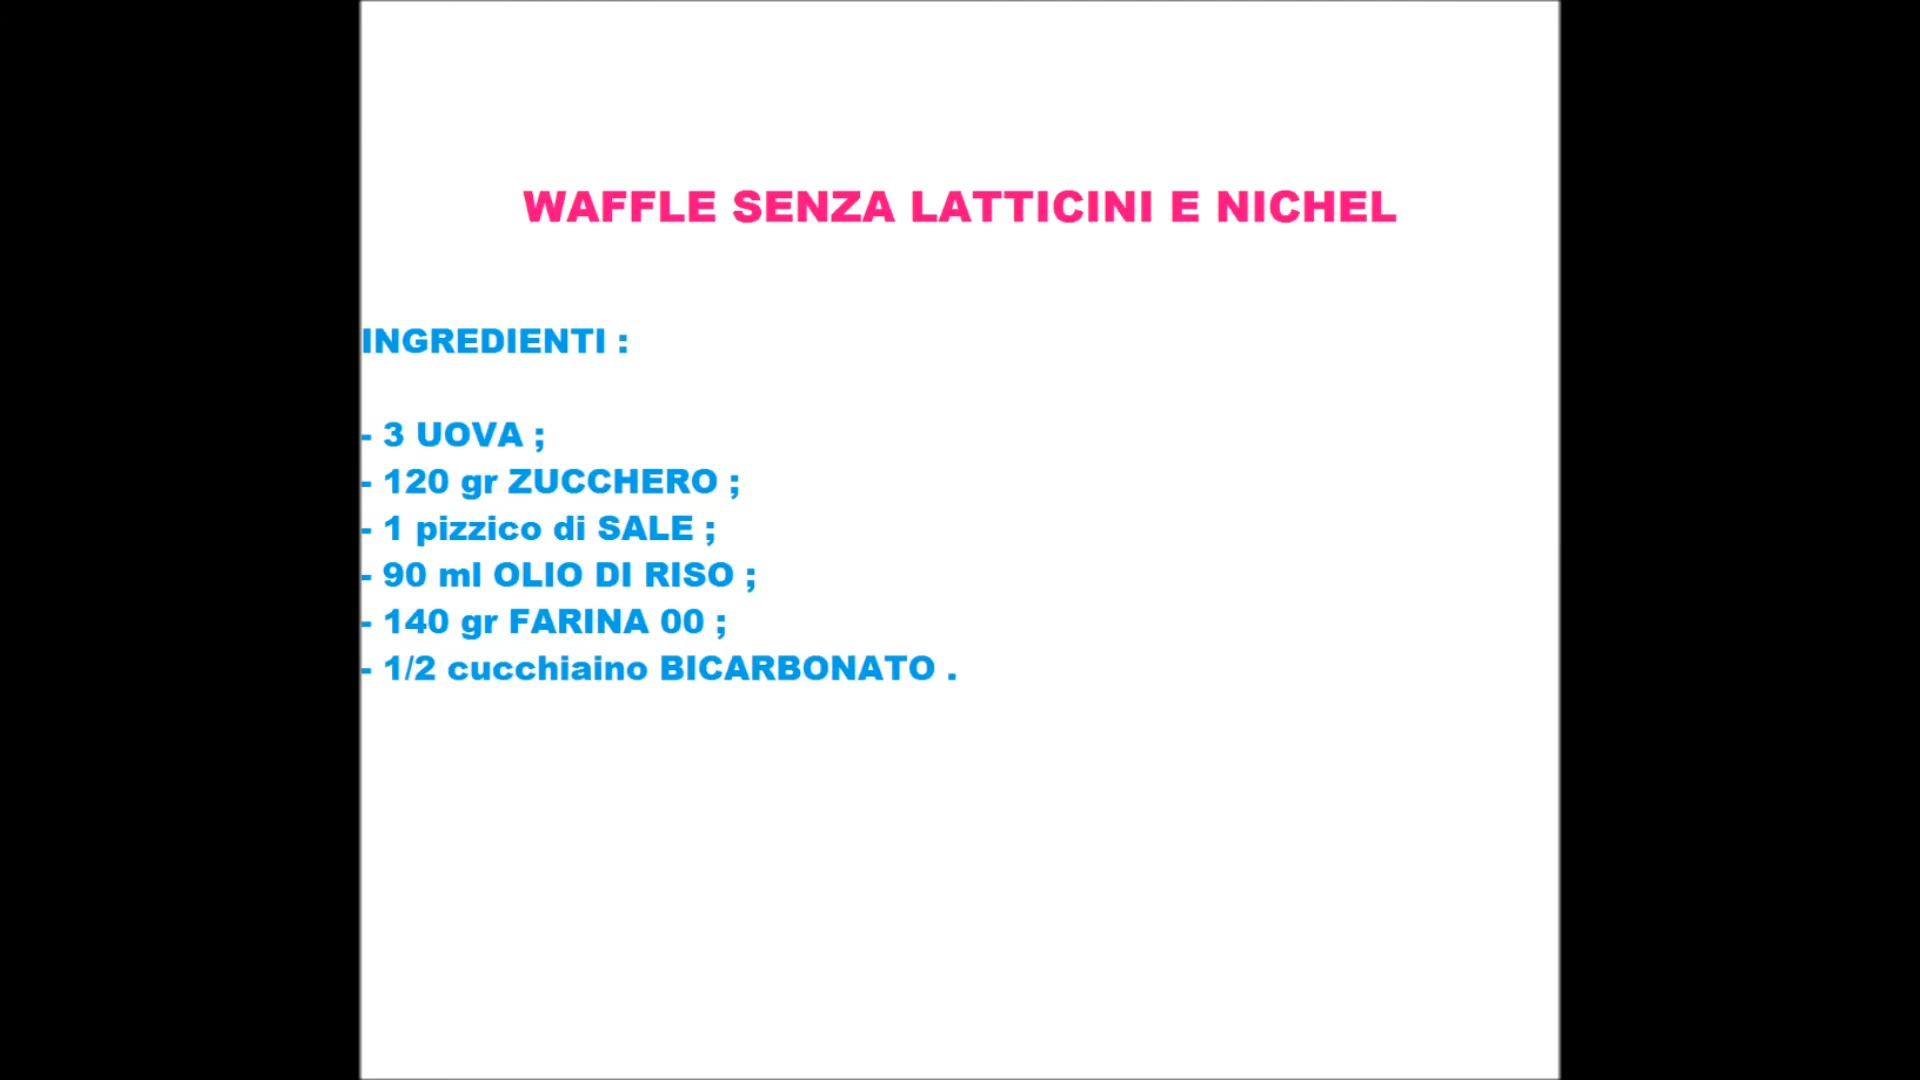 WAFFLE SENZA LATTICINI E NICHEL
INGREDIENTI :
- 3 UOVA ;
- 120 gr ZUCCHERO ;
- 1 pizzico di SALE ;
- 90 ml OLIO DI RISO ;
- 140 gr FARINA 00 ;
- 1/2 cucchiaino BICARBONATO .